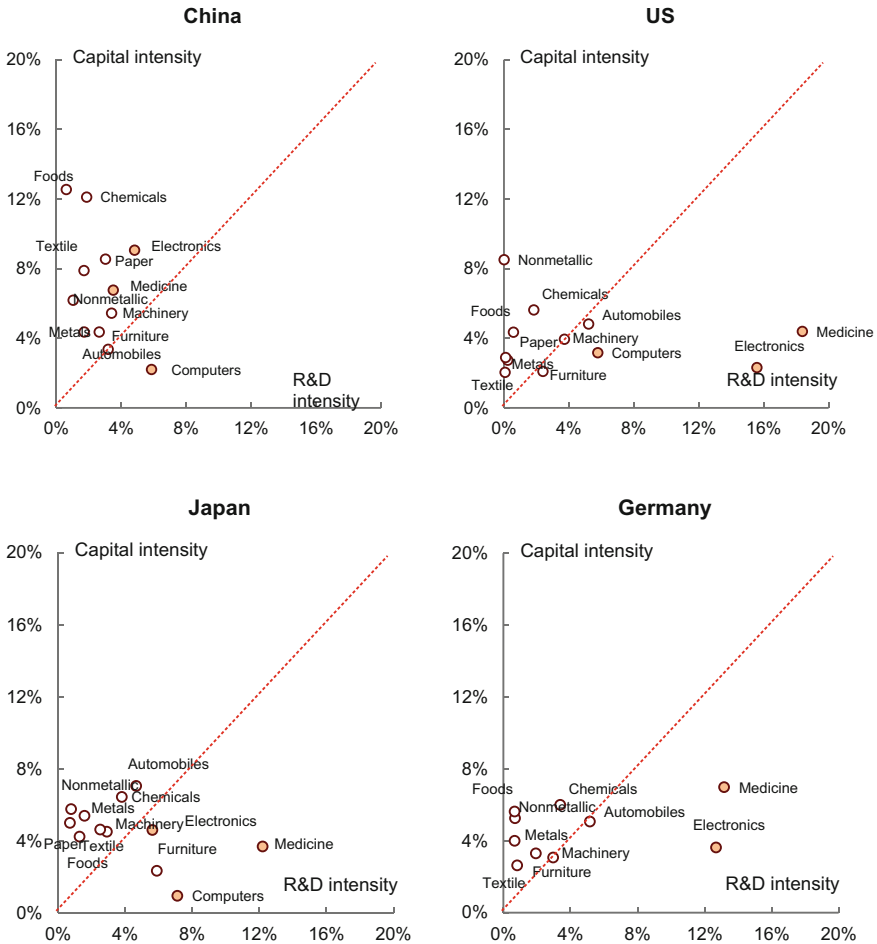 China
20%
Capital intensity
16%
Foods
12%
Chemicals
Textile
Electronics
Paper
8%
Medicine
Nonmetallic
Machinery
4%
Metals
Furniture
Automobiles
Computers
R&D
intensity
0%
0% 4% 8% 12% 16% 20%
US
20%
Capital intensity
16%
12%
8%
Nonmetallic
Chemicals
Foods
Automobiles
4%
Paper
Machinery
Medicine
Computers
Electronics
Metals
Textile
Furniture
R&D intensity
0%
0% 4% 8% 12% 16% 20%
Japan
20%
Capital intensity
16%
12%
8%
Automobiles
Nonmetallic
Chemicals
Metals
Machinery
Electronics
4%
Paper
Textile
Furniture
Medicine
Foods
Computers
R&D intensity
0%
0% 4% 8% 12% 16% 20%
Germany
20%
Capital intensity
16%
12%
8%
Foods
Chemicals
Medicine
Nonmetallic
Automobiles
Electronics
4%
Metals
Machinery
Furniture
Textile
R&D intensity
0%
0% 4% 8% 12% 16% 20%